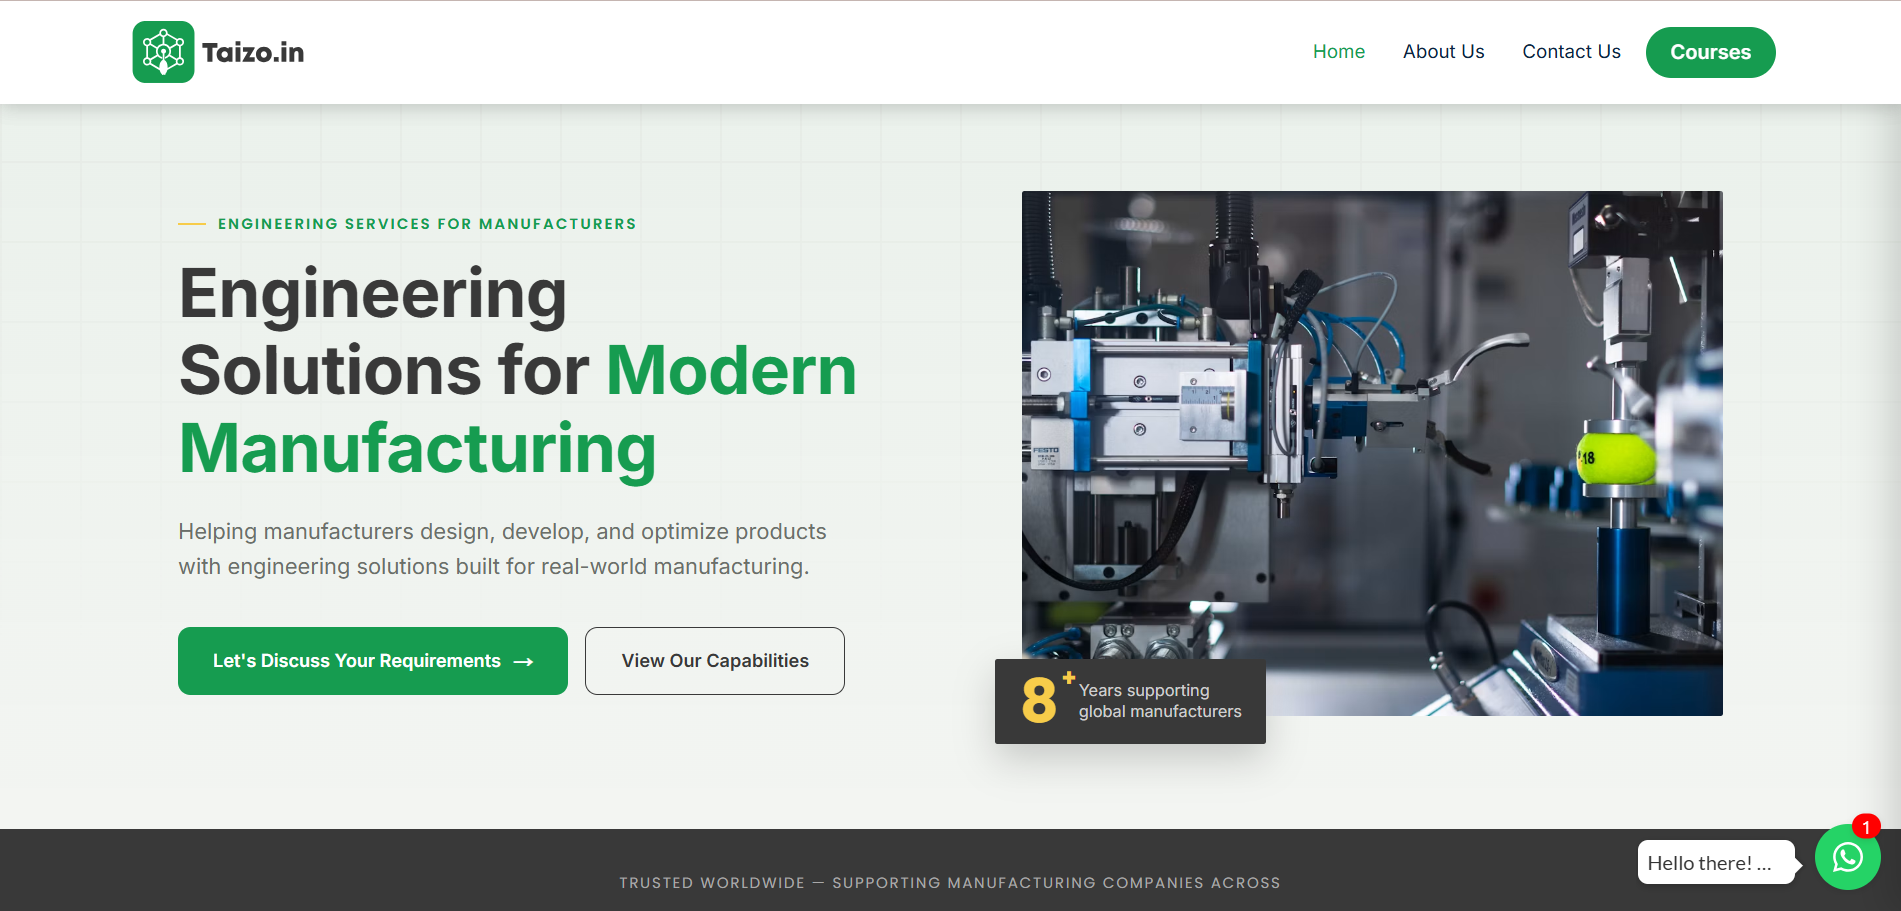 Taizo.in
Home
About Us
Contact Us
Courses
ENGINEERING SERVICES FOR MANUFACTURERS
Engineering
Solutions for Modern
Manufacturing
Helping manufacturers design, develop, and optimize products
with engineering solutions built for real-world manufacturing.
Let's Discuss Your Requirements →
View Our Capabilities
FESTO
18
8+
Years supporting
global manufacturers
TRUSTED WORLDWIDE — SUPPORTING MANUFACTURING COMPANIES ACROSS
Hello there! ...
1